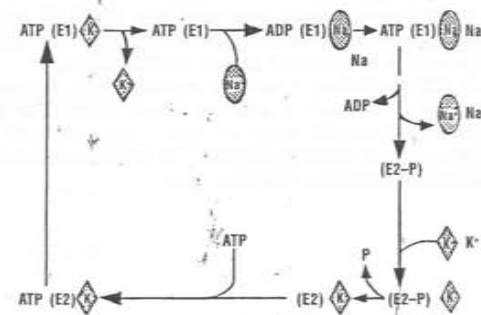 ATP (E1) K ATP (E1) ADP (E1) Na ATP (E1) Na Na
K+ Na+ Na
ADP
Na+ Na
(E2–P)
K+ K+
ATP P
ATP (E2) K (E2) K (E2–P) K